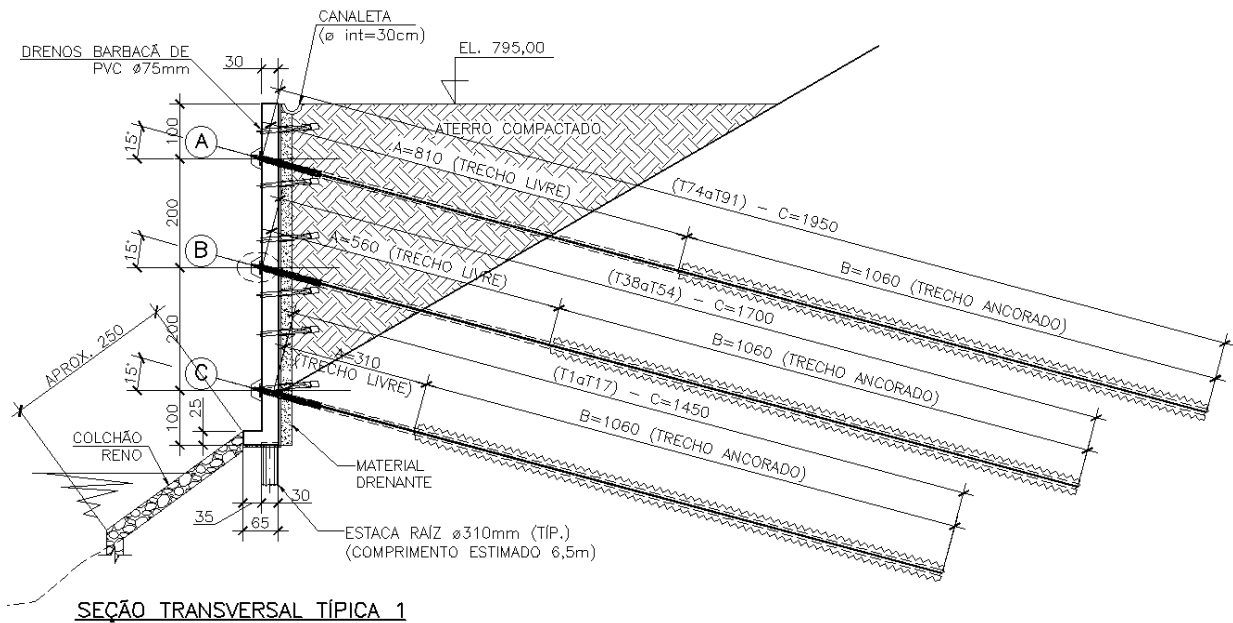 CANALETA
(ø int=30cm)
DRENOS BARBACÃ DE
PVC ø75mm
30
EL. 795,00
100
15°
A
ATERRO COMPACTADO
A=810 (TRECHO LIVRE)
(T74aT91) - C=1950
B=1060 (TRECHO ANCORADO)
200
15°
B
A=560 (TRECHO LIVRE)
(T38aT54) - C=1700
B=1060 (TRECHO ANCORADO)
200
APROX. 250
15°
C
=310
(TRECHO LIVRE)
(T1aT17) - C=1450
B=1060 (TRECHO ANCORADO)
100
25
COLCHÃO
RENO
MATERIAL
DRENANTE
35
30
65
ESTACA RAÍZ ø310mm (TÍP.)
(COMPRIMENTO ESTIMADO 6,5m)
SEÇÃO TRANSVERSAL TÍPICA 1